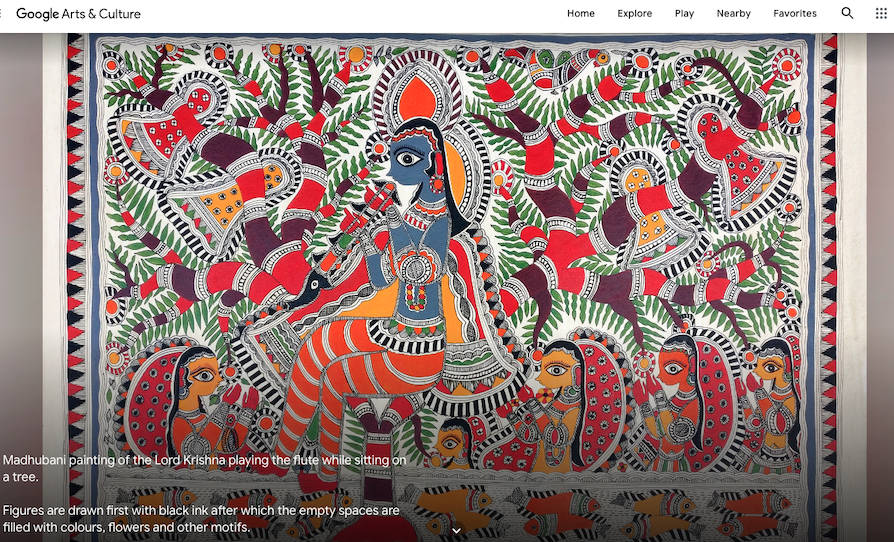 Google Arts & Culture
Home Explore Play Nearby Favorites
Madhubani painting of the Lord Krishna playing the flute while sitting on
a tree.
Figures are drawn first with black ink after which the empty spaces are
filled with colours, flowers and other motifs.